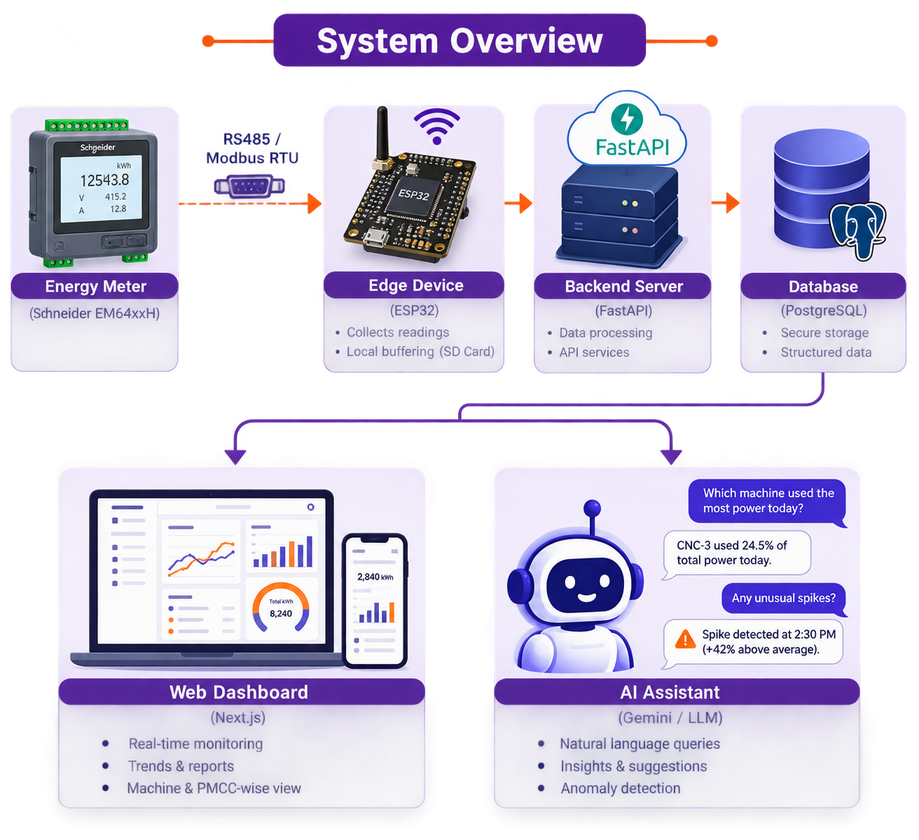 System Overview
RS485 /
Modbus RTU
Schneider
kWh
12543.8
V 415.2
A 12.8
ESP32
FastAPI
Energy Meter
(Schneider EM64xxH)
Edge Device
(ESP32)
• Collects readings
• Local buffering (SD Card)
Backend Server
(FastAPI)
• Data processing
• API services
Database
(PostgreSQL)
• Secure storage
• Structured data
Total kWh
8,240
2,840 kWh
Web Dashboard
(Next.js)
• Real-time monitoring
• Trends & reports
• Machine & PMCC-wise view
Which machine used the
most power today?
CNC-3 used 24.5% of
total power today.
Any unusual spikes?
Spike detected at 2:30 PM
(+42% above average).
AI Assistant
(Gemini / LLM)
• Natural language queries
• Insights & suggestions
• Anomaly detection